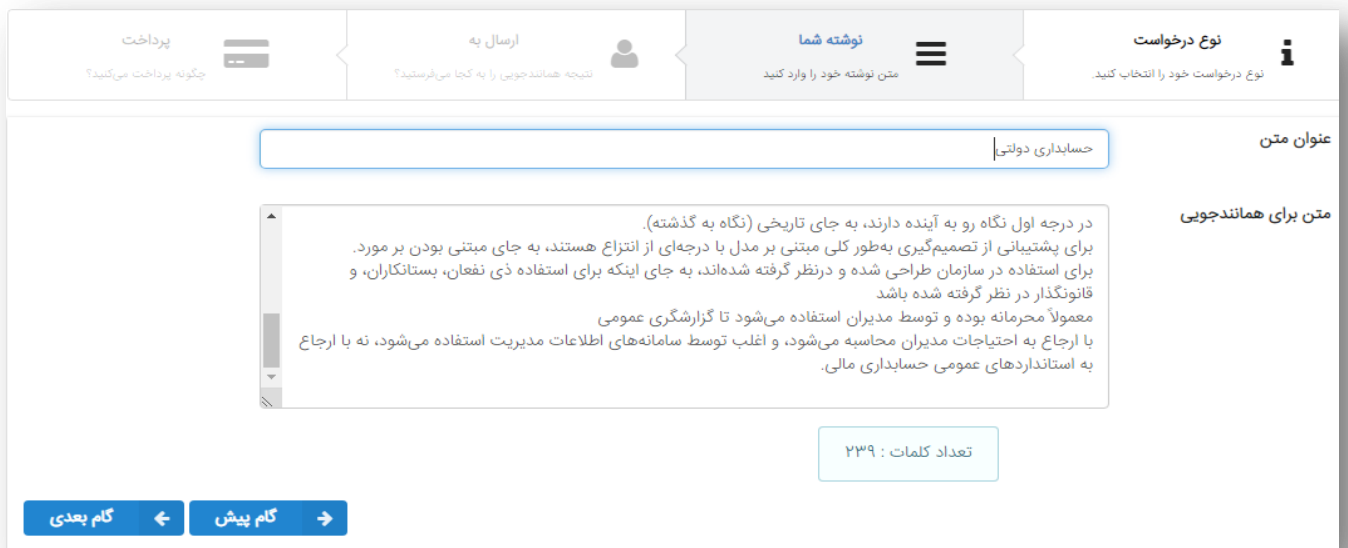 نوع درخواست
نوع درخواست خود را انتخاب کنید.
نوشته شما
متن نوشته خود را وارد کنید
ارسال به
نتیجه همانندجویی را به کجا می‌فرستید؟
پرداخت
چگونه پرداخت می‌کنید؟
عنوان متن
حسابداری دولتی
متن برای همانندجویی
در درجه اول نگاه رو به آینده دارند، به جای تاریخی (نگاه به گذشته).
برای پشتیبانی از تصمیم‌گیری به‌طور کلی مبتنی بر مدل با درجه‌ای از انتزاع هستند، به جای مبتنی بودن بر مورد.
برای استفاده در سازمان طراحی شده و درنظر گرفته شده‌اند، به جای اینکه برای استفاده ذی نفعان، بستانکاران، و
قانونگذار در نظر گرفته شده باشد
معمولاً محرمانه بوده و توسط مدیران استفاده می‌شود تا گزارشگری عمومی
با ارجاع به احتیاجات مدیران محاسبه می‌شود، و اغلب توسط سامانه‌های اطلاعات مدیریت استفاده می‌شود، نه با ارجاع
به استانداردهای عمومی حسابداری مالی.
تعداد کلمات : ۲۳۹
گام پیش
گام بعدی